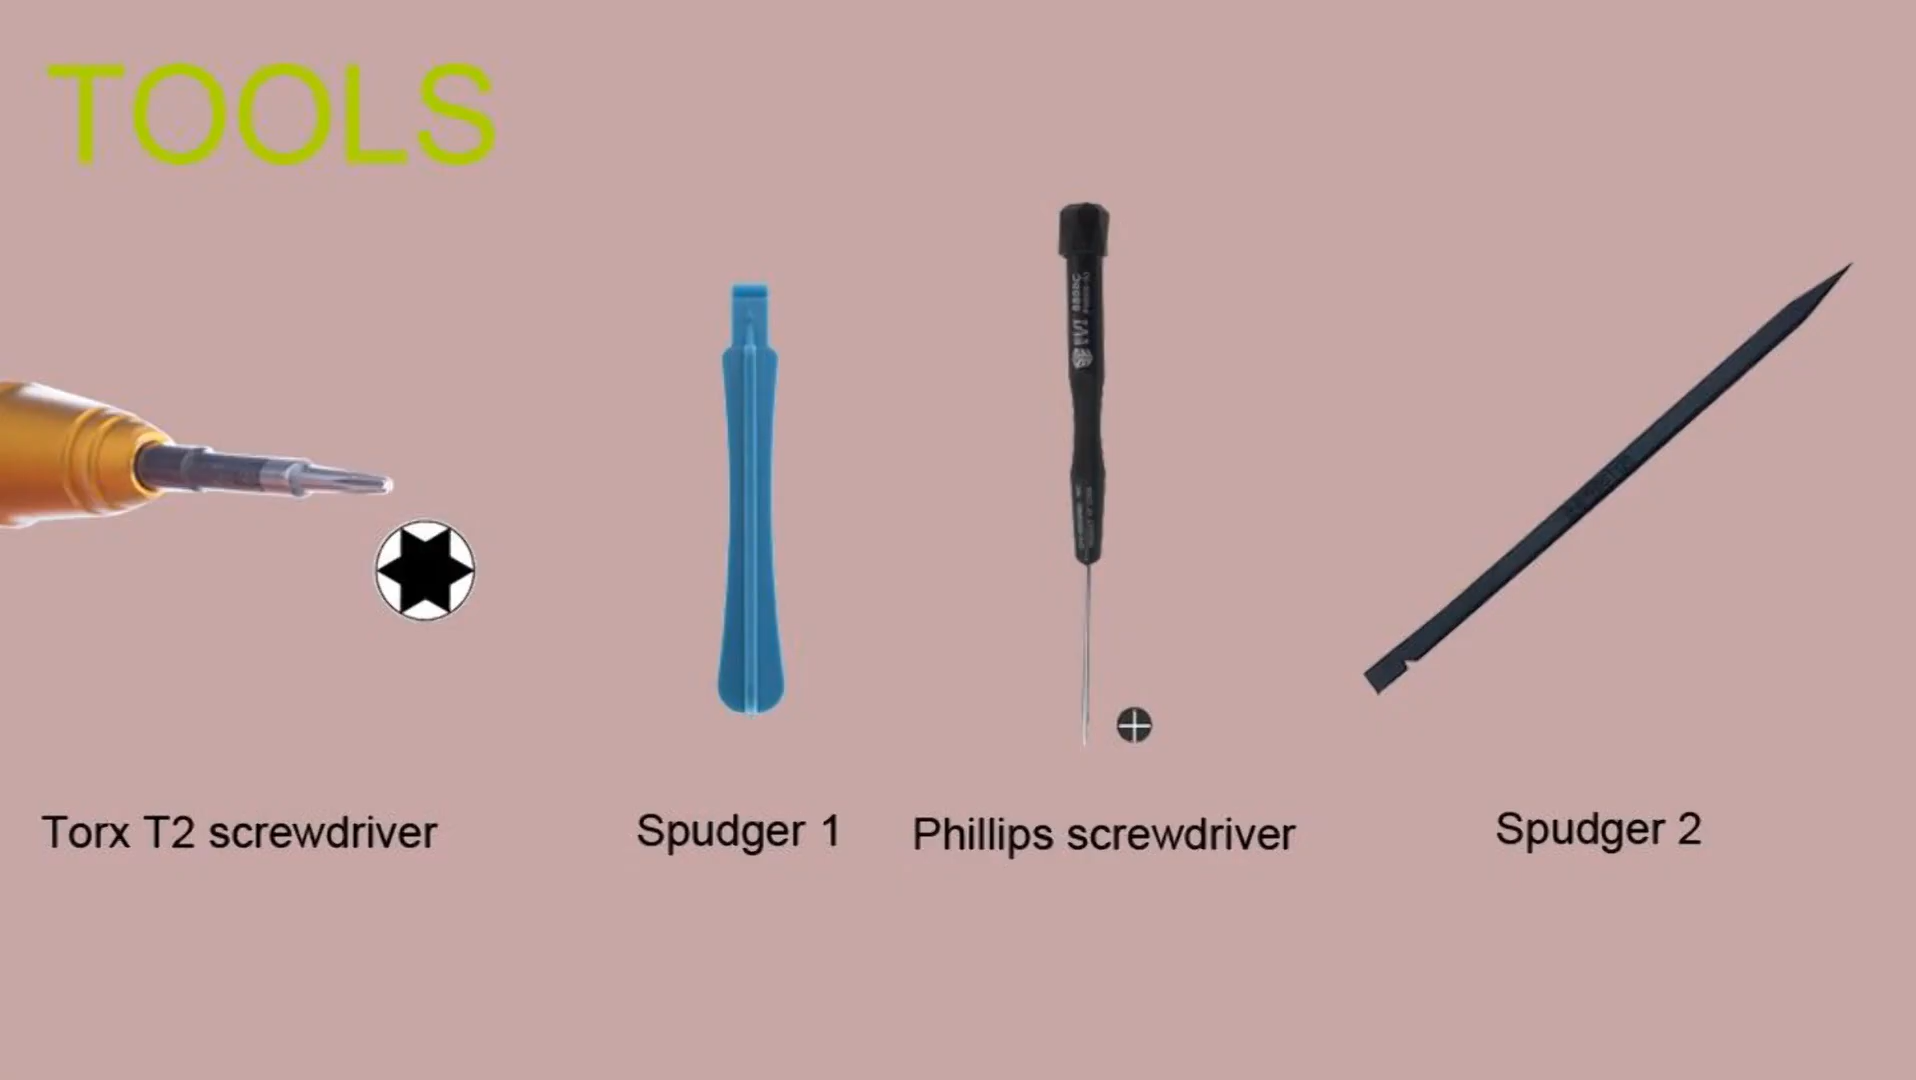 TOOLS
Torx T2 screwdriver
Spudger 1
Phillips screwdriver
Spudger 2